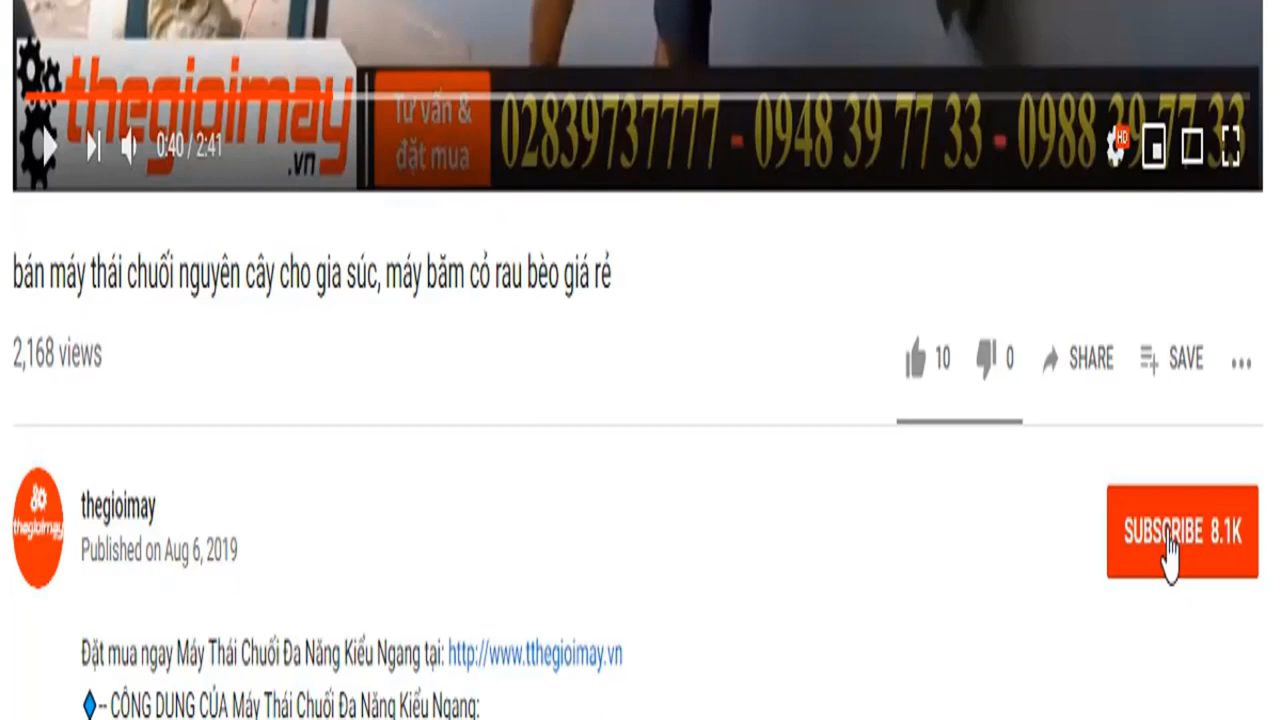 thegioimay
.vn
Tư vấn &
đặt mua
02839737777 - 0948 39 77 33 - 0988 39 77 33
0:40 / 2:41
HD
bán máy thái chuối nguyên cây cho gia súc, máy băm cỏ rau bèo giá rẻ
2,168 views
10
0
SHARE
SAVE
thegioimay
thegioimay
Published on Aug 6, 2019
SUBSCRIBE 8.1K
Đặt mua ngay Máy Thái Chuối Đa Năng Kiểu Ngang tại: http://www.tthegioimay.vn
-- CÔNG DỤNG CỦA Máy Thái Chuối Đa Năng Kiểu Ngang: